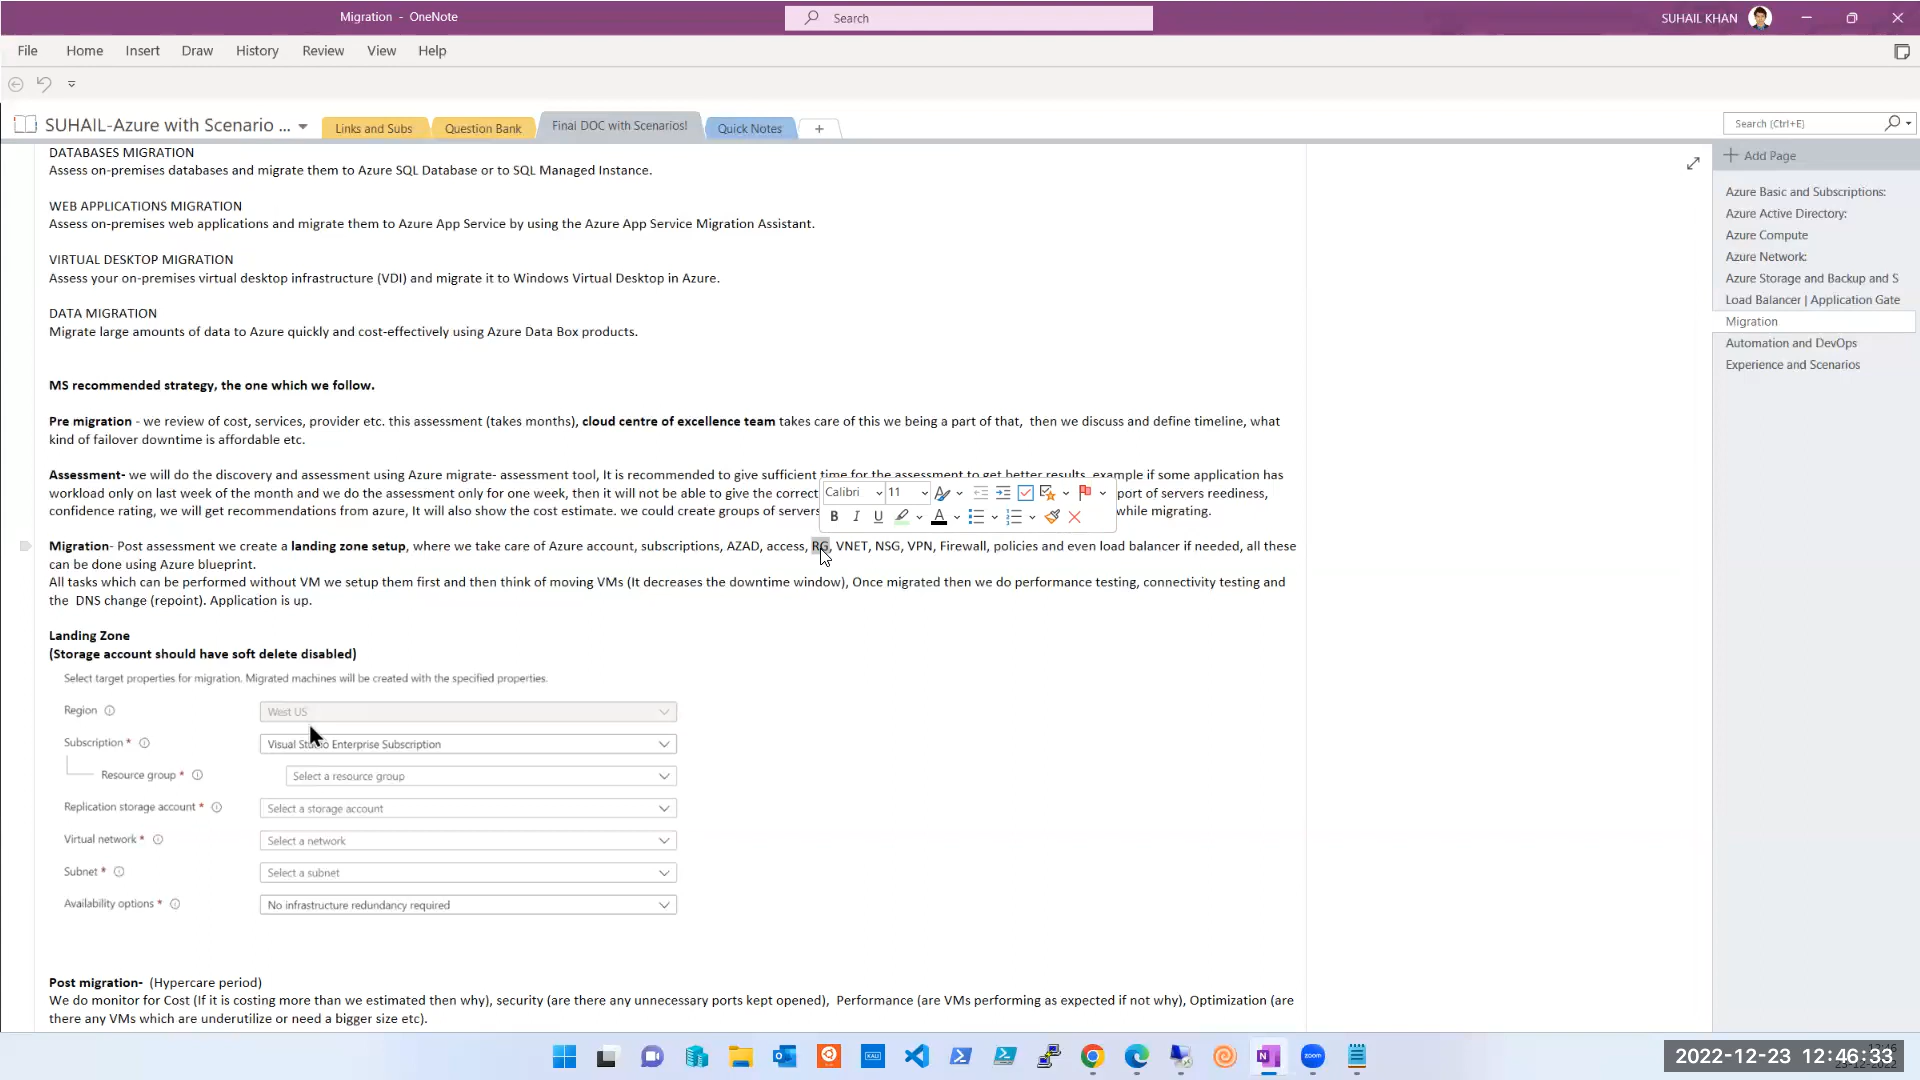 Migration - OneNote
Search
SUHAIL KHAN
File Home Insert Draw History Review View Help
SUHAIL-Azure with Scenario ...
Links and Subs
Question Bank
Final DOC with Scenarios!
Quick Notes
Search (Ctrl+E)
DATABASES MIGRATION
Assess on-premises databases and migrate them to Azure SQL Database or to SQL Managed Instance.
WEB APPLICATIONS MIGRATION
Assess on-premises web applications and migrate them to Azure App Service by using the Azure App Service Migration Assistant.
VIRTUAL DESKTOP MIGRATION
Assess your on-premises virtual desktop infrastructure (VDI) and migrate it to Windows Virtual Desktop in Azure.
DATA MIGRATION
Migrate large amounts of data to Azure quickly and cost-effectively using Azure Data Box products.
MS recommended strategy, the one which we follow.
Pre migration - we review of cost, services, provider etc. this assessment (takes months), cloud centre of excellence team takes care of this we being a part of that, then we discuss and define timeline, what
kind of failover downtime is affordable etc.
Assessment- we will do the discovery and assessment using Azure migrate- assessment tool, It is recommended to give sufficient time for the assessment to get better results, example if some application has
workload only on last week of the month and we do the assessment only for one week, then it will not be able to give the correct port of servers reediness,
confidence rating, we will get recommendations from azure, It will also show the cost estimate. we could create groups of servers while migrating.
Calibri 11
B I U A
Migration- Post assessment we create a landing zone setup, where we take care of Azure account, subscriptions, AZAD, access, RG, VNET, NSG, VPN, Firewall, policies and even load balancer if needed, all these
can be done using Azure blueprint.
All tasks which can be performed without VM we setup them first and then think of moving VMs (It decreases the downtime window), Once migrated then we do performance testing, connectivity testing and
the DNS change (repoint). Application is up.
Landing Zone
(Storage account should have soft delete disabled)
Select target properties for migration. Migrated machines will be created with the specified properties.
Region West US
Subscription * Visual Studio Enterprise Subscription
Resource group * Select a resource group
Replication storage account * Select a storage account
Virtual network * Select a network
Subnet * Select a subnet
Availability options * No infrastructure redundancy required
Post migration- (Hypercare period)
We do monitor for Cost (If it is costing more than we estimated then why), security (are there any unnecessary ports kept opened), Performance (are VMs performing as expected if not why), Optimization (are
there any VMs which are underutilize or need a bigger size etc).
Add Page
Azure Basic and Subscriptions:
Azure Active Directory:
Azure Compute
Azure Network:
Azure Storage and Backup and S
Load Balancer | Application Gate
Migration
Automation and DevOps
Experience and Scenarios
KALI
zoom
2022-12-23 12:46:33